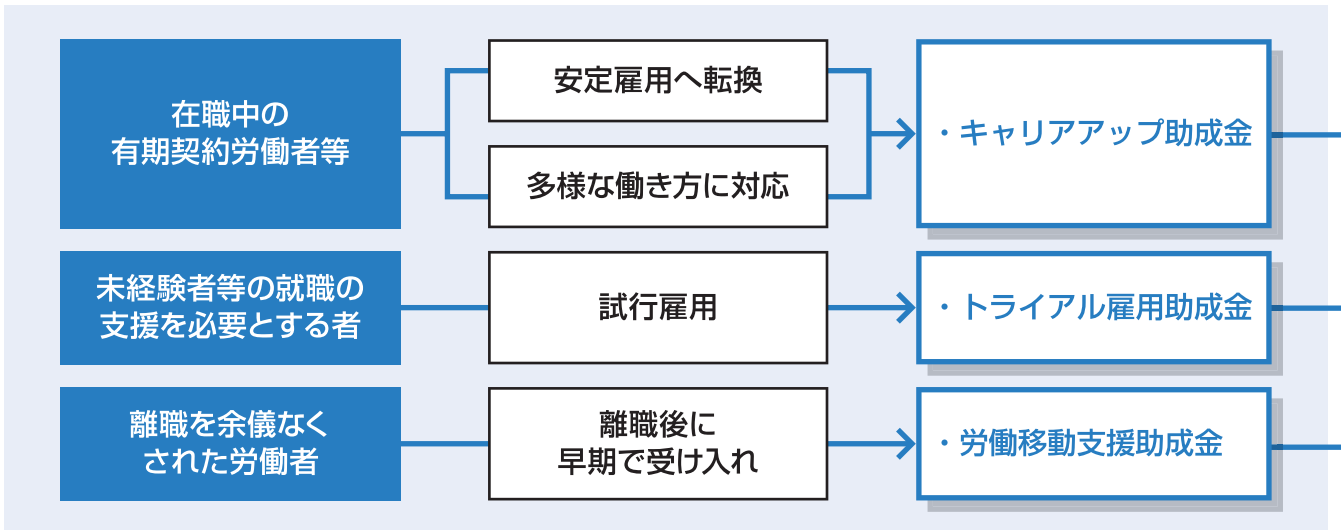 在職中の
有期契約労働者等
安定雇用へ転換
多様な働き方に対応
・キャリアアップ助成金
未経験者等の就職の
支援を必要とする者
試行雇用
・トライアル雇用助成金
離職を余儀なく
された労働者
離職後に
早期で受け入れ
・労働移動支援助成金